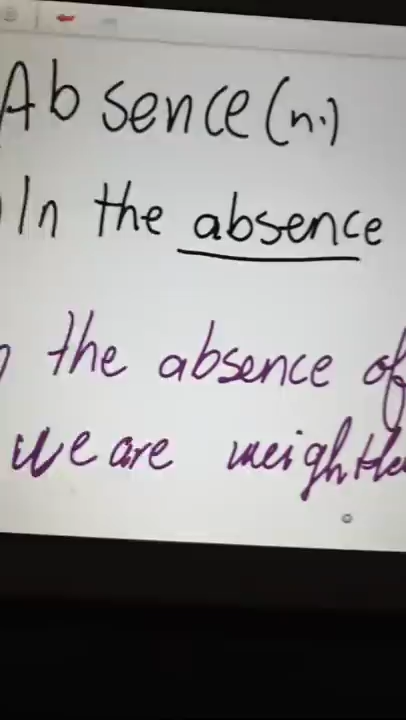 Absence (n.)
In the absence
the absence of
we are